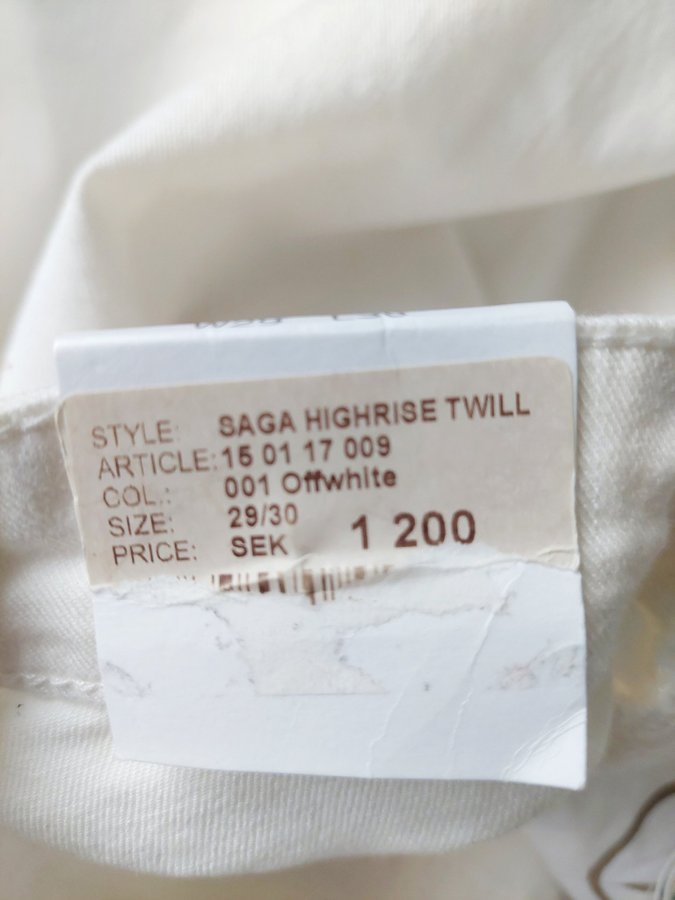 STYLE: SAGA HIGHRISE TWILL
ARTICLE: 15 01 17 009
COL.: 001 Offwhite
SIZE: 29/30
PRICE: SEK 1 200